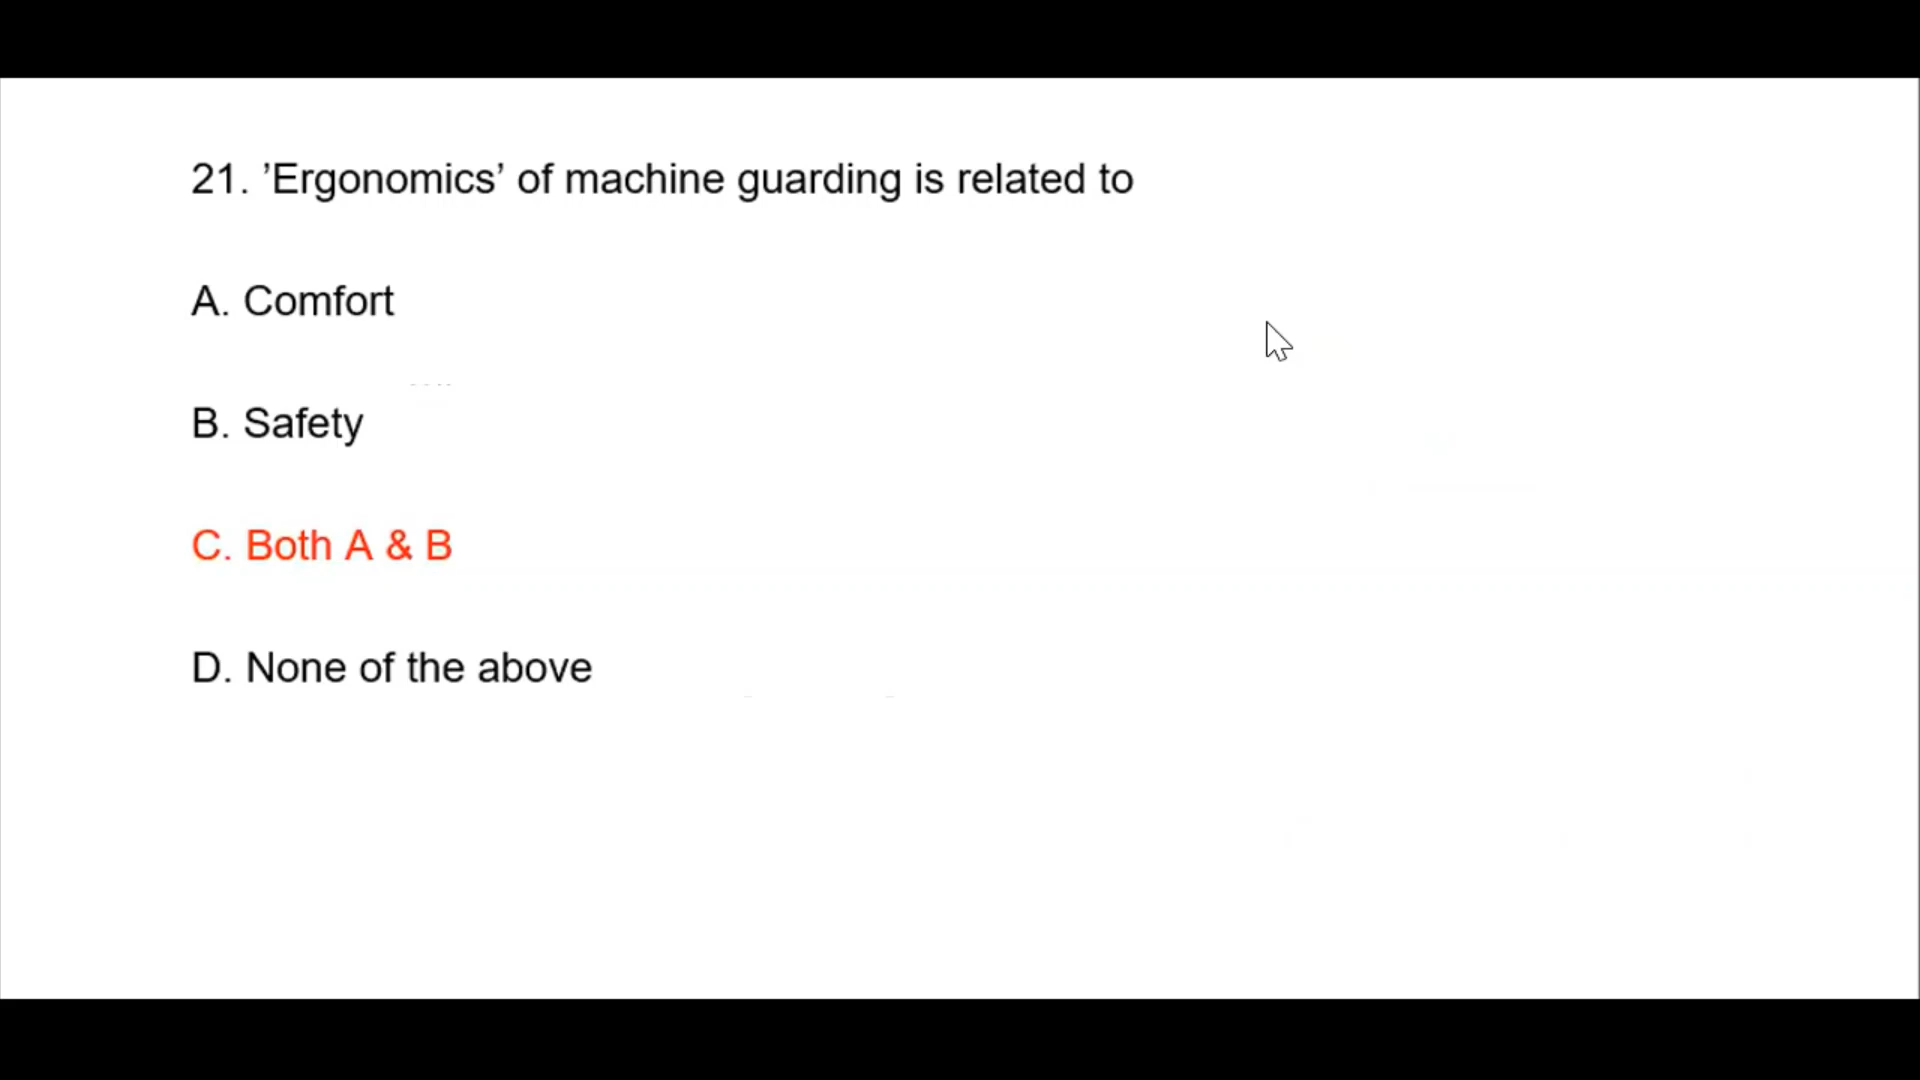 21. ’Ergonomics’ of machine guarding is related to
A. Comfort
B. Safety
C. Both A & B
D. None of the above